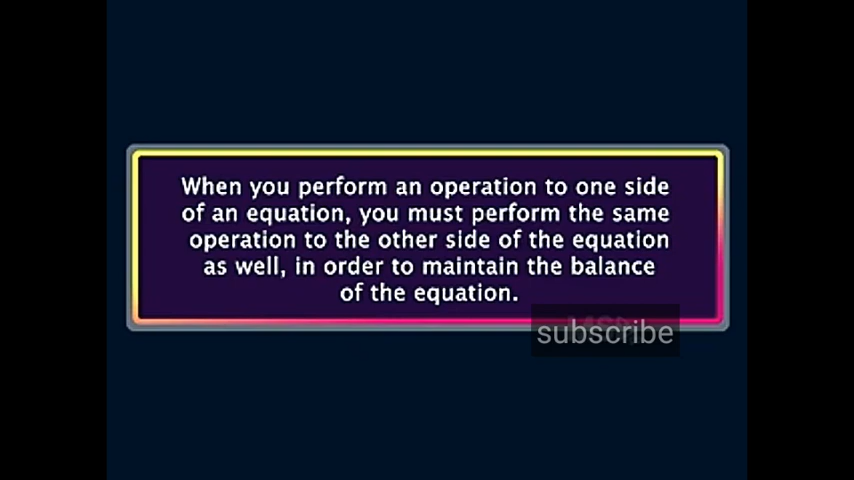 When you perform an operation to one side
of an equation, you must perform the same
operation to the other side of the equation
as well, in order to maintain the balance
of the equation.
subscribe